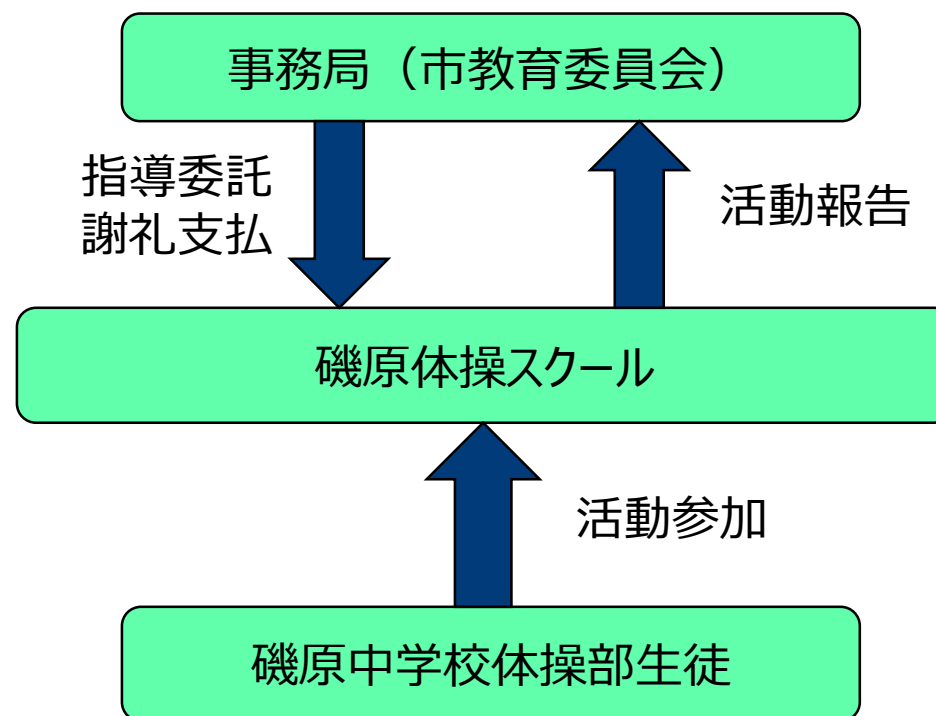 事務局（市教育委員会）
指導委託
謝礼支払
活動報告
磯原体操スクール
活動参加
磯原中学校体操部生徒